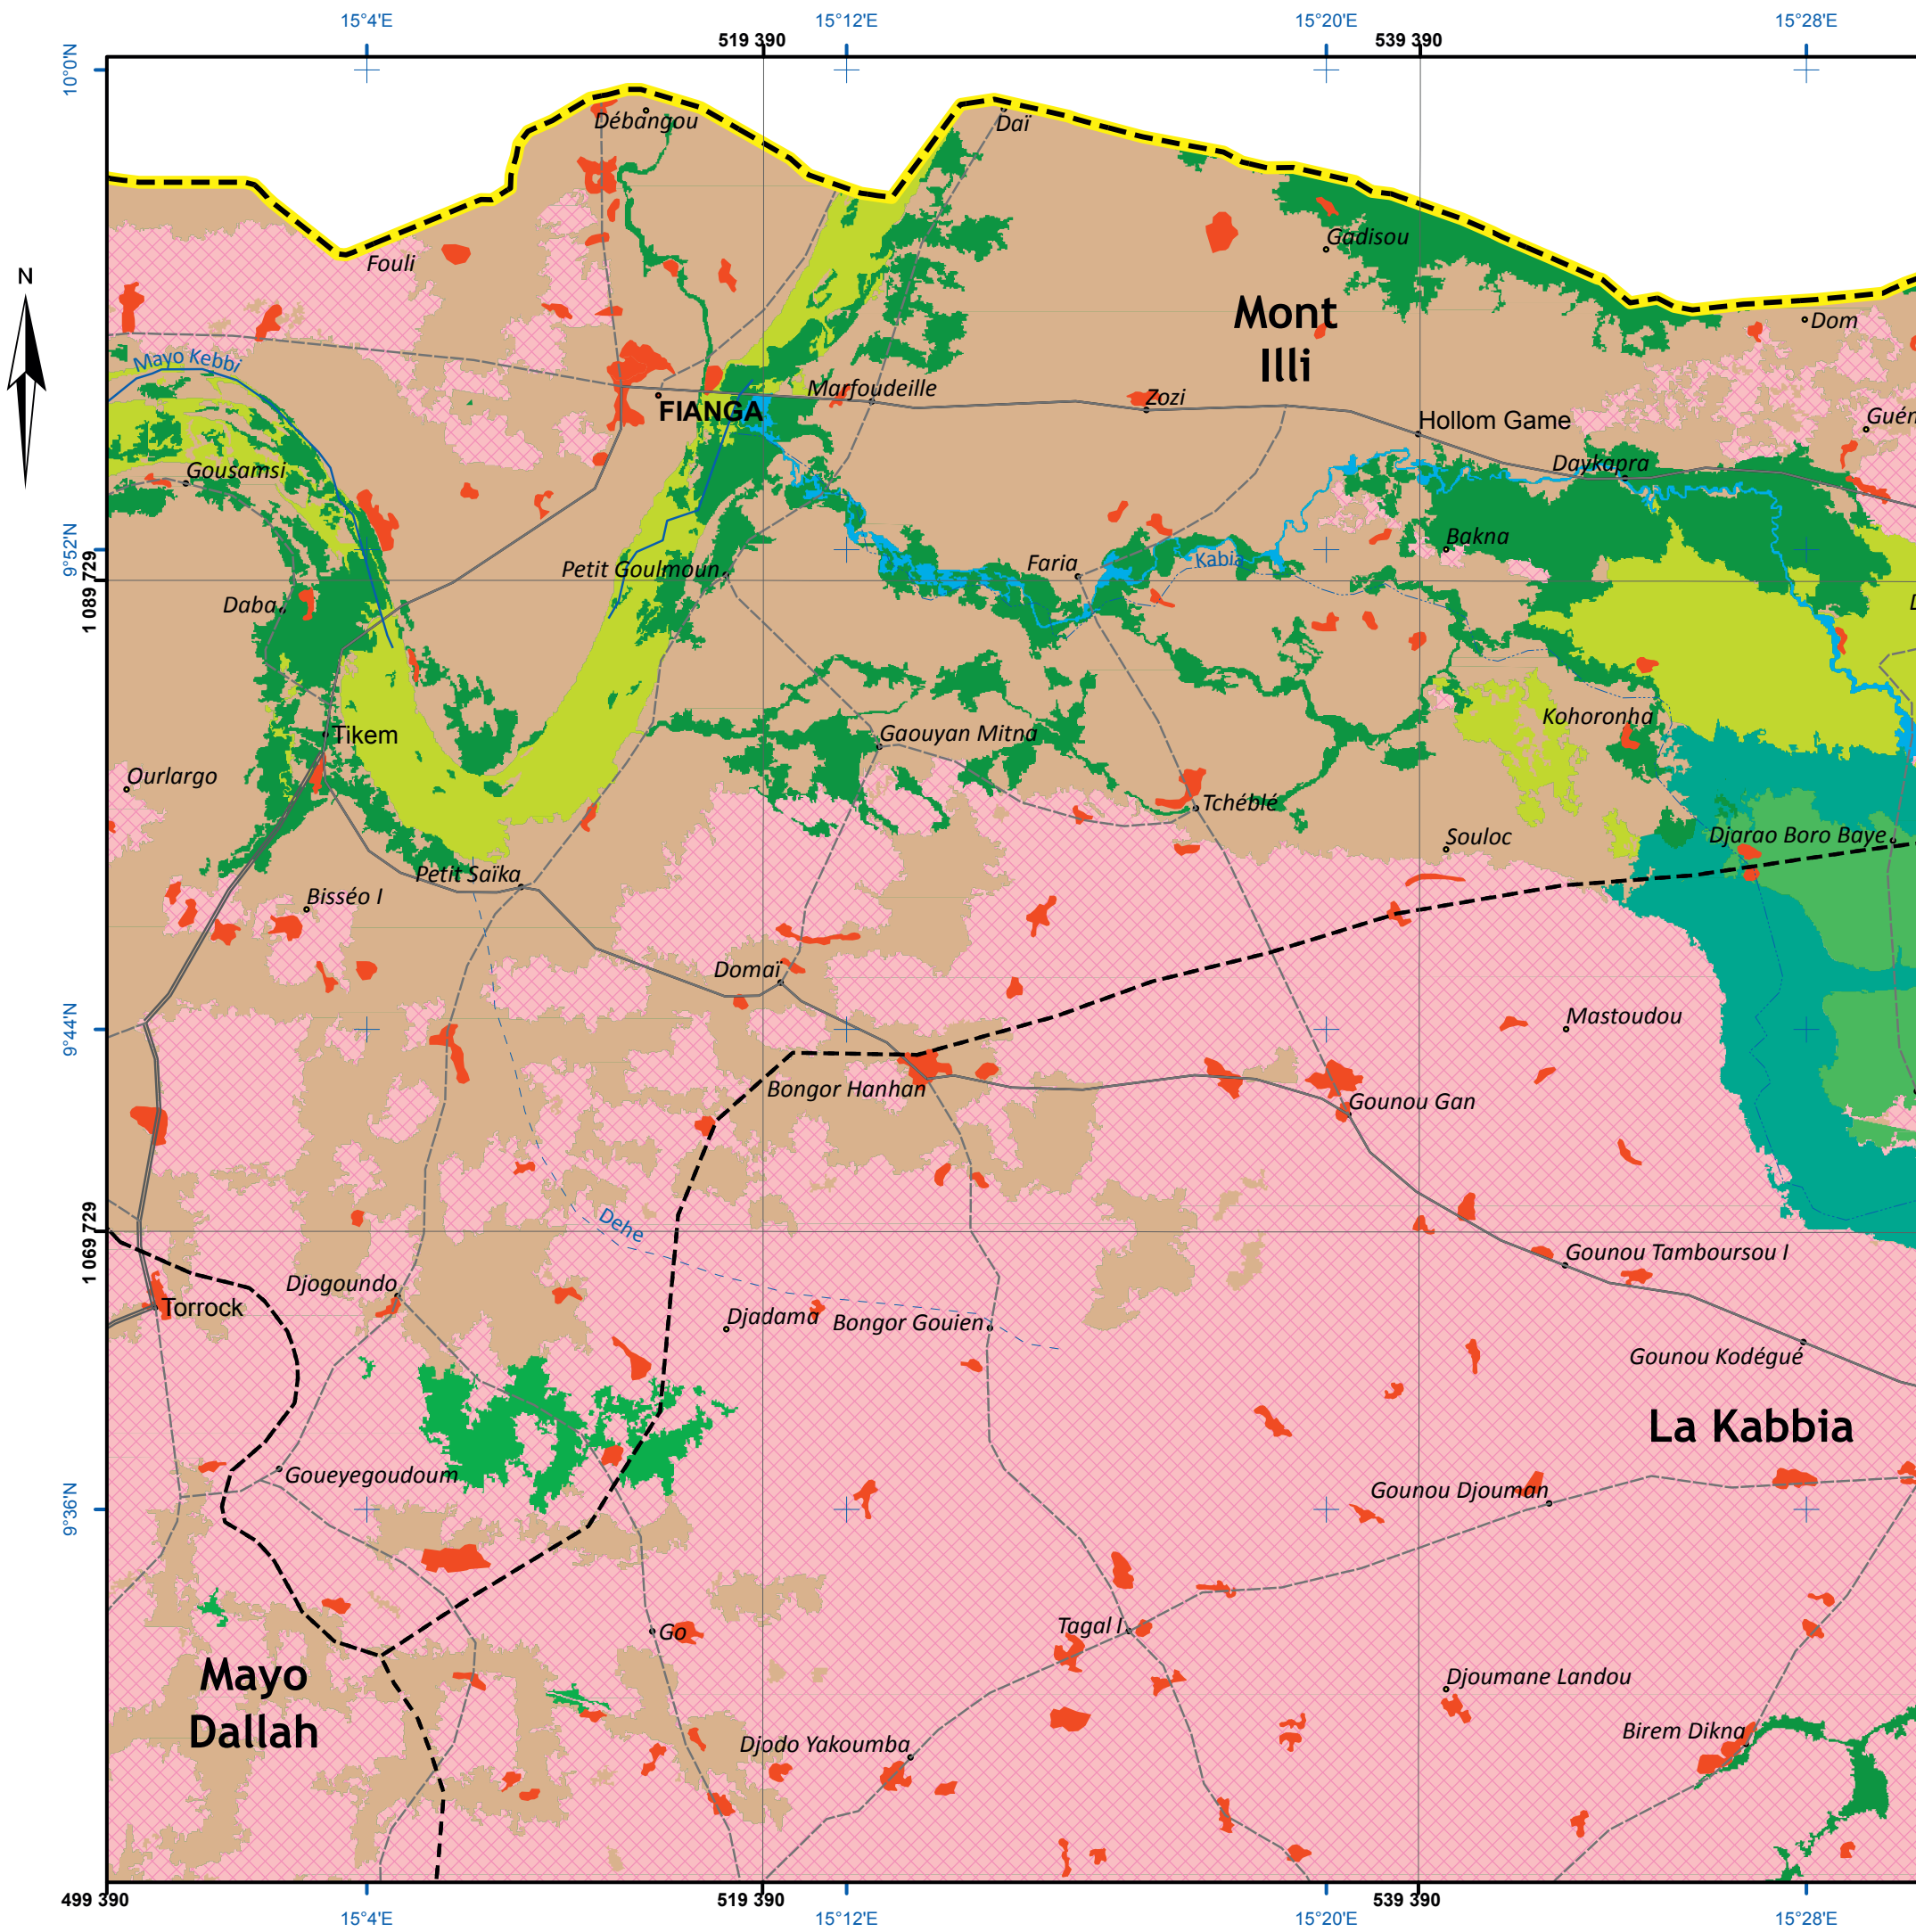 15°4'E 15°12'E 15°20'E 15°28'E
519 390 539 390
10°0'N
Débangou
Daï
Gadisou
Fouli
N
Mont
Illi
Dom
Mayo Kebbi
Marfoudeille
Zozi
FIANGA
Hollom Game
Guén
Gousamsi
Daykapra
9°52'N
Bakna
Kabia
Faria
Petit Goulmoun
1 089 729
Daba
Kohoronha
Tikem
Gaouyan Mitna
Ourlargo
Tchéblé
Souloc
Djarao Boro Baye
Petit Saïka
Bisséo I
Domaï
9°44'N
Mastoudou
Bongor Hanhan
Gounou Gan
Dehe
1 069 729
Gounou Tamboursou I
Djogoundo
Torrock
Djadama
Bongor Gouien
Gounou Kodégué
La Kabbia
Goueyegoudoum
Gounou Djouman
9°36'N
Tagal I
Go
Mayo
Dallah
Djoumane Landou
Birem Dikna
Djodo Yakoumba
499 390 519 390 539 390
15°4'E 15°12'E 15°20'E 15°28'E